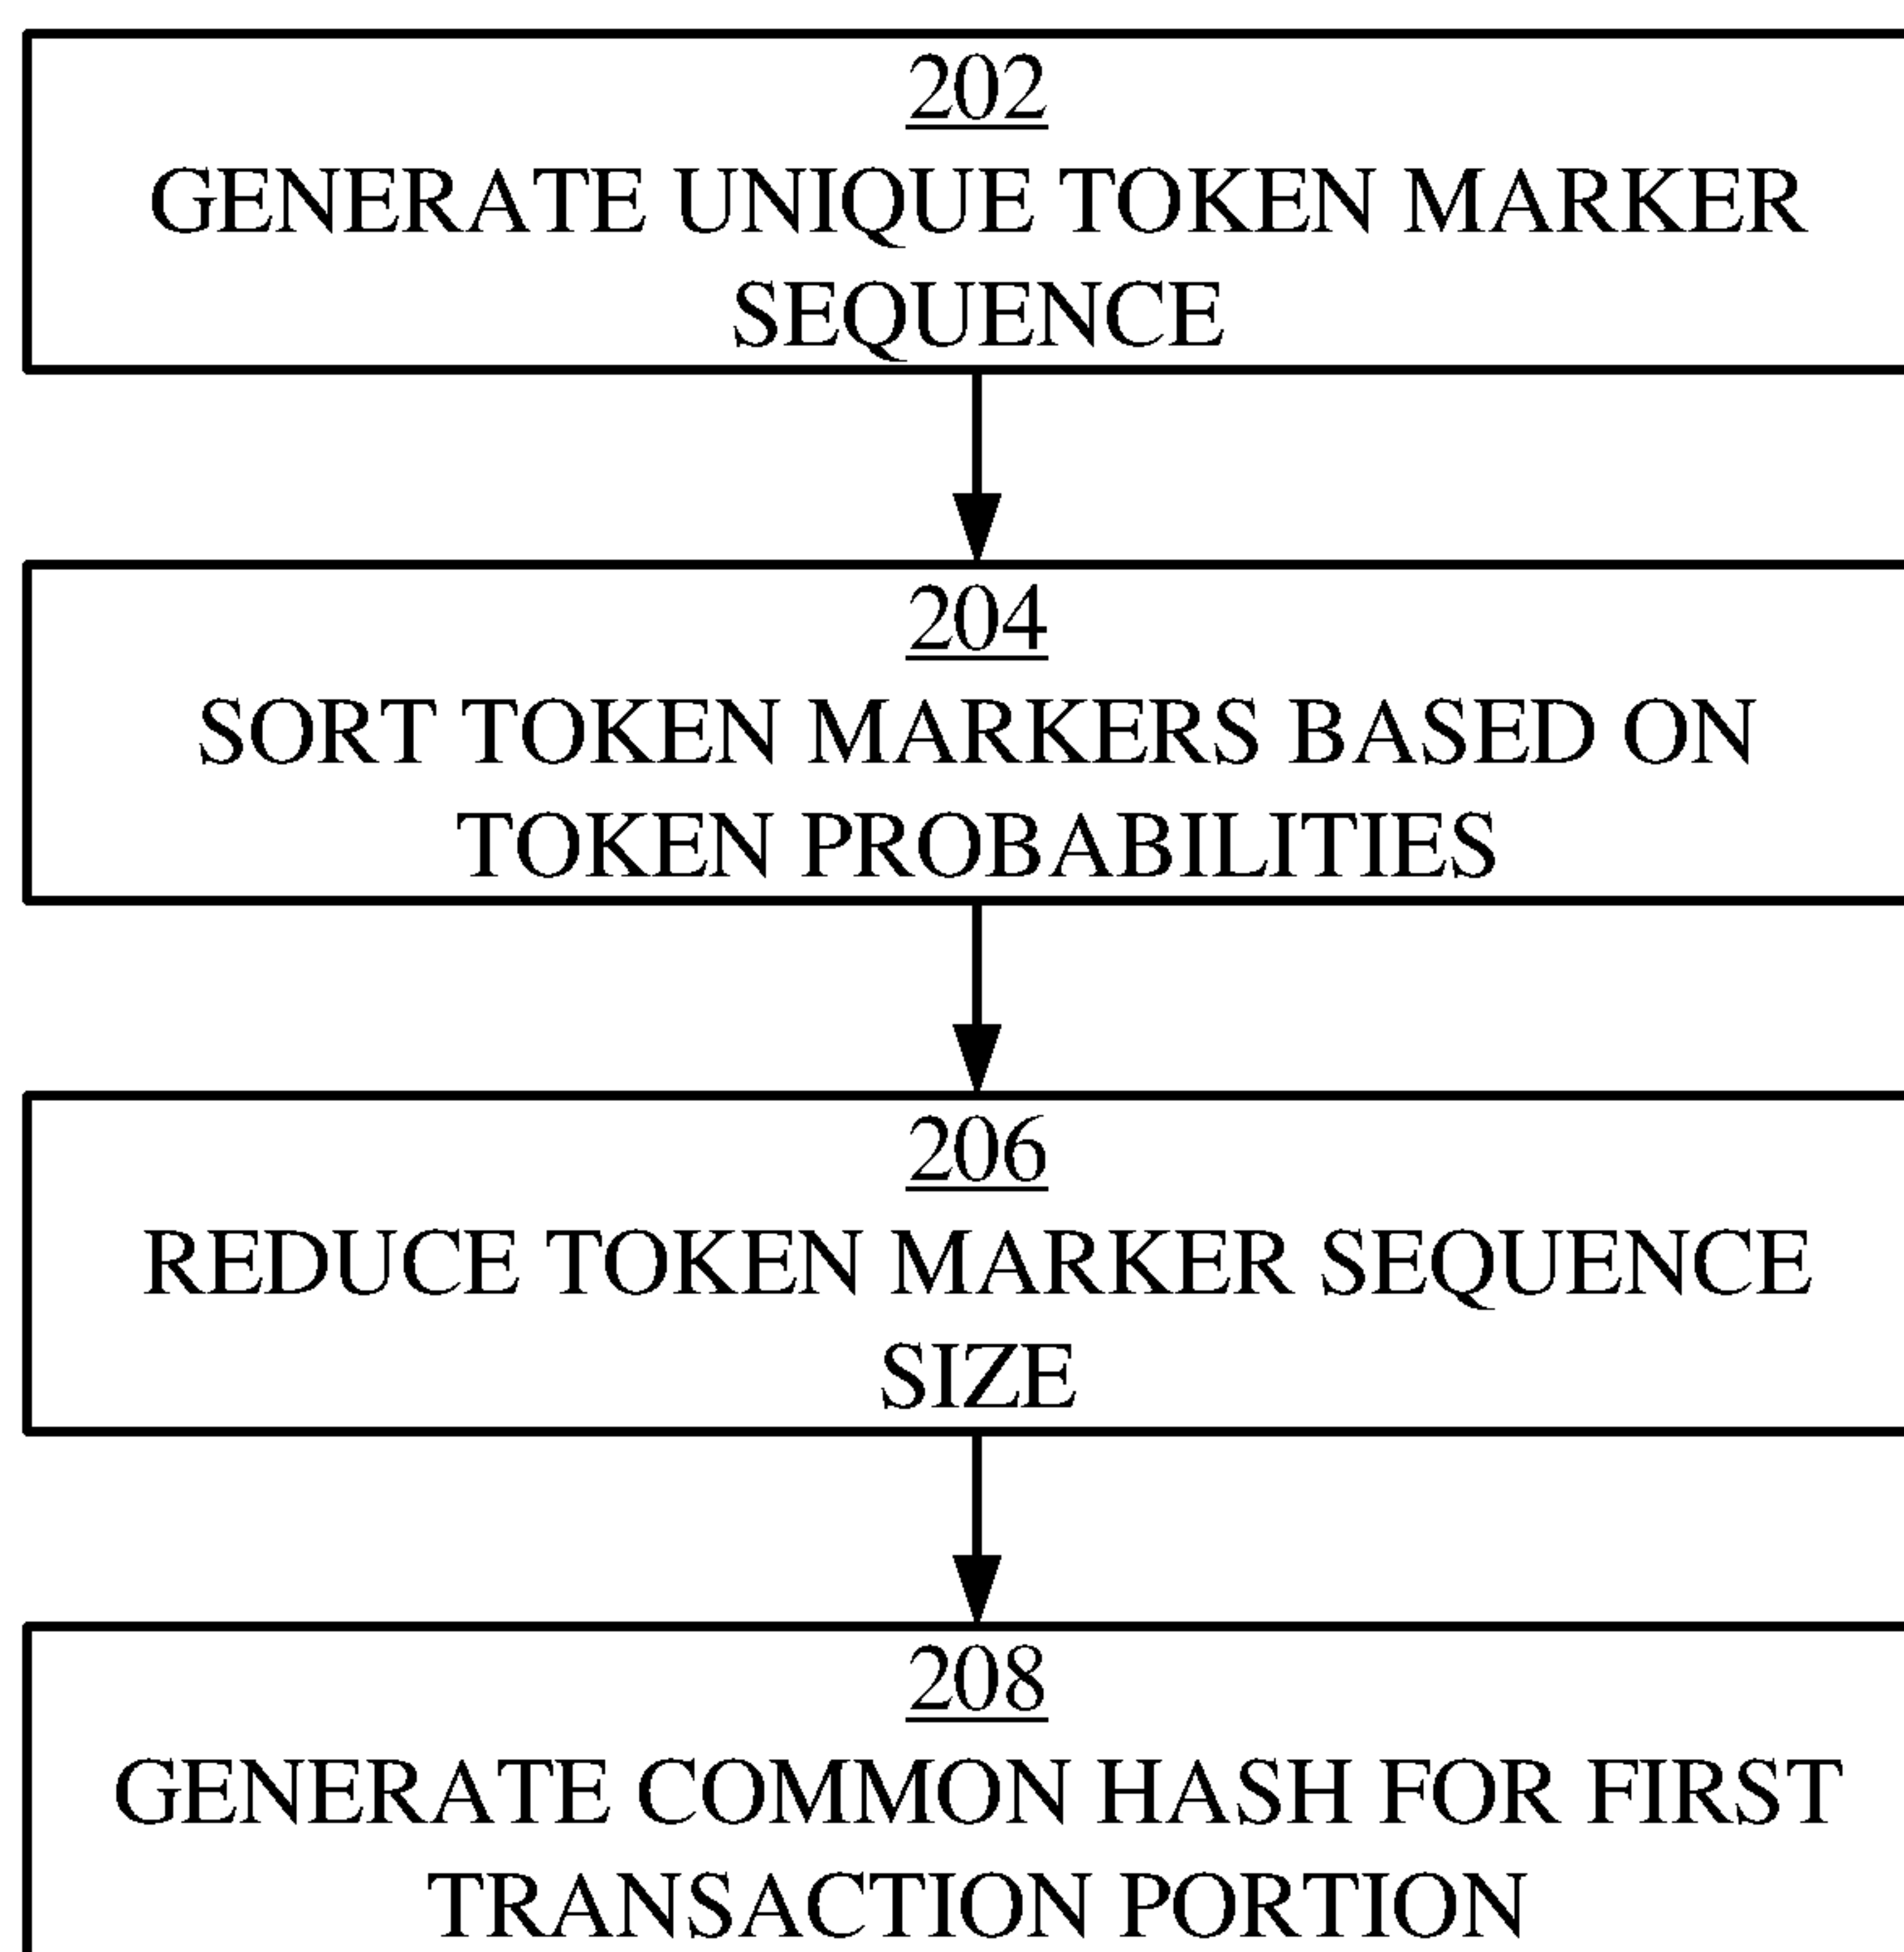 202
GENERATE UNIQUE TOKEN MARKER
SEQUENCE
204
SORT TOKEN MARKERS BASED ON
TOKEN PROBABILITIES
206
REDUCE TOKEN MARKER SEQUENCE
SIZE
208
GENERATE COMMON HASH FOR FIRST
TRANSACTION PORTION